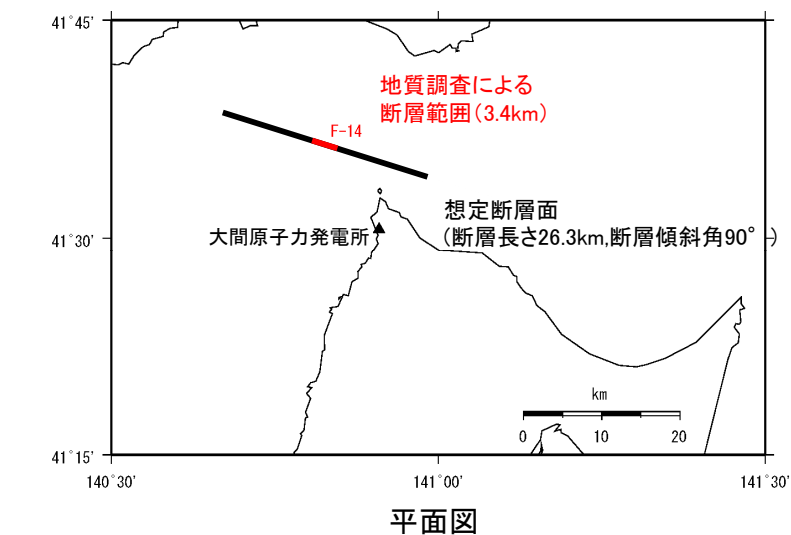 41°45'
地質調査による
断層範囲（3.4km）
F-14
想定断層面
（断層長さ26.3km,断層傾斜角90°）
大間原子力発電所
41°30'
km
0 10 20
41°15'
140°30' 141°00' 141°30'
平面図